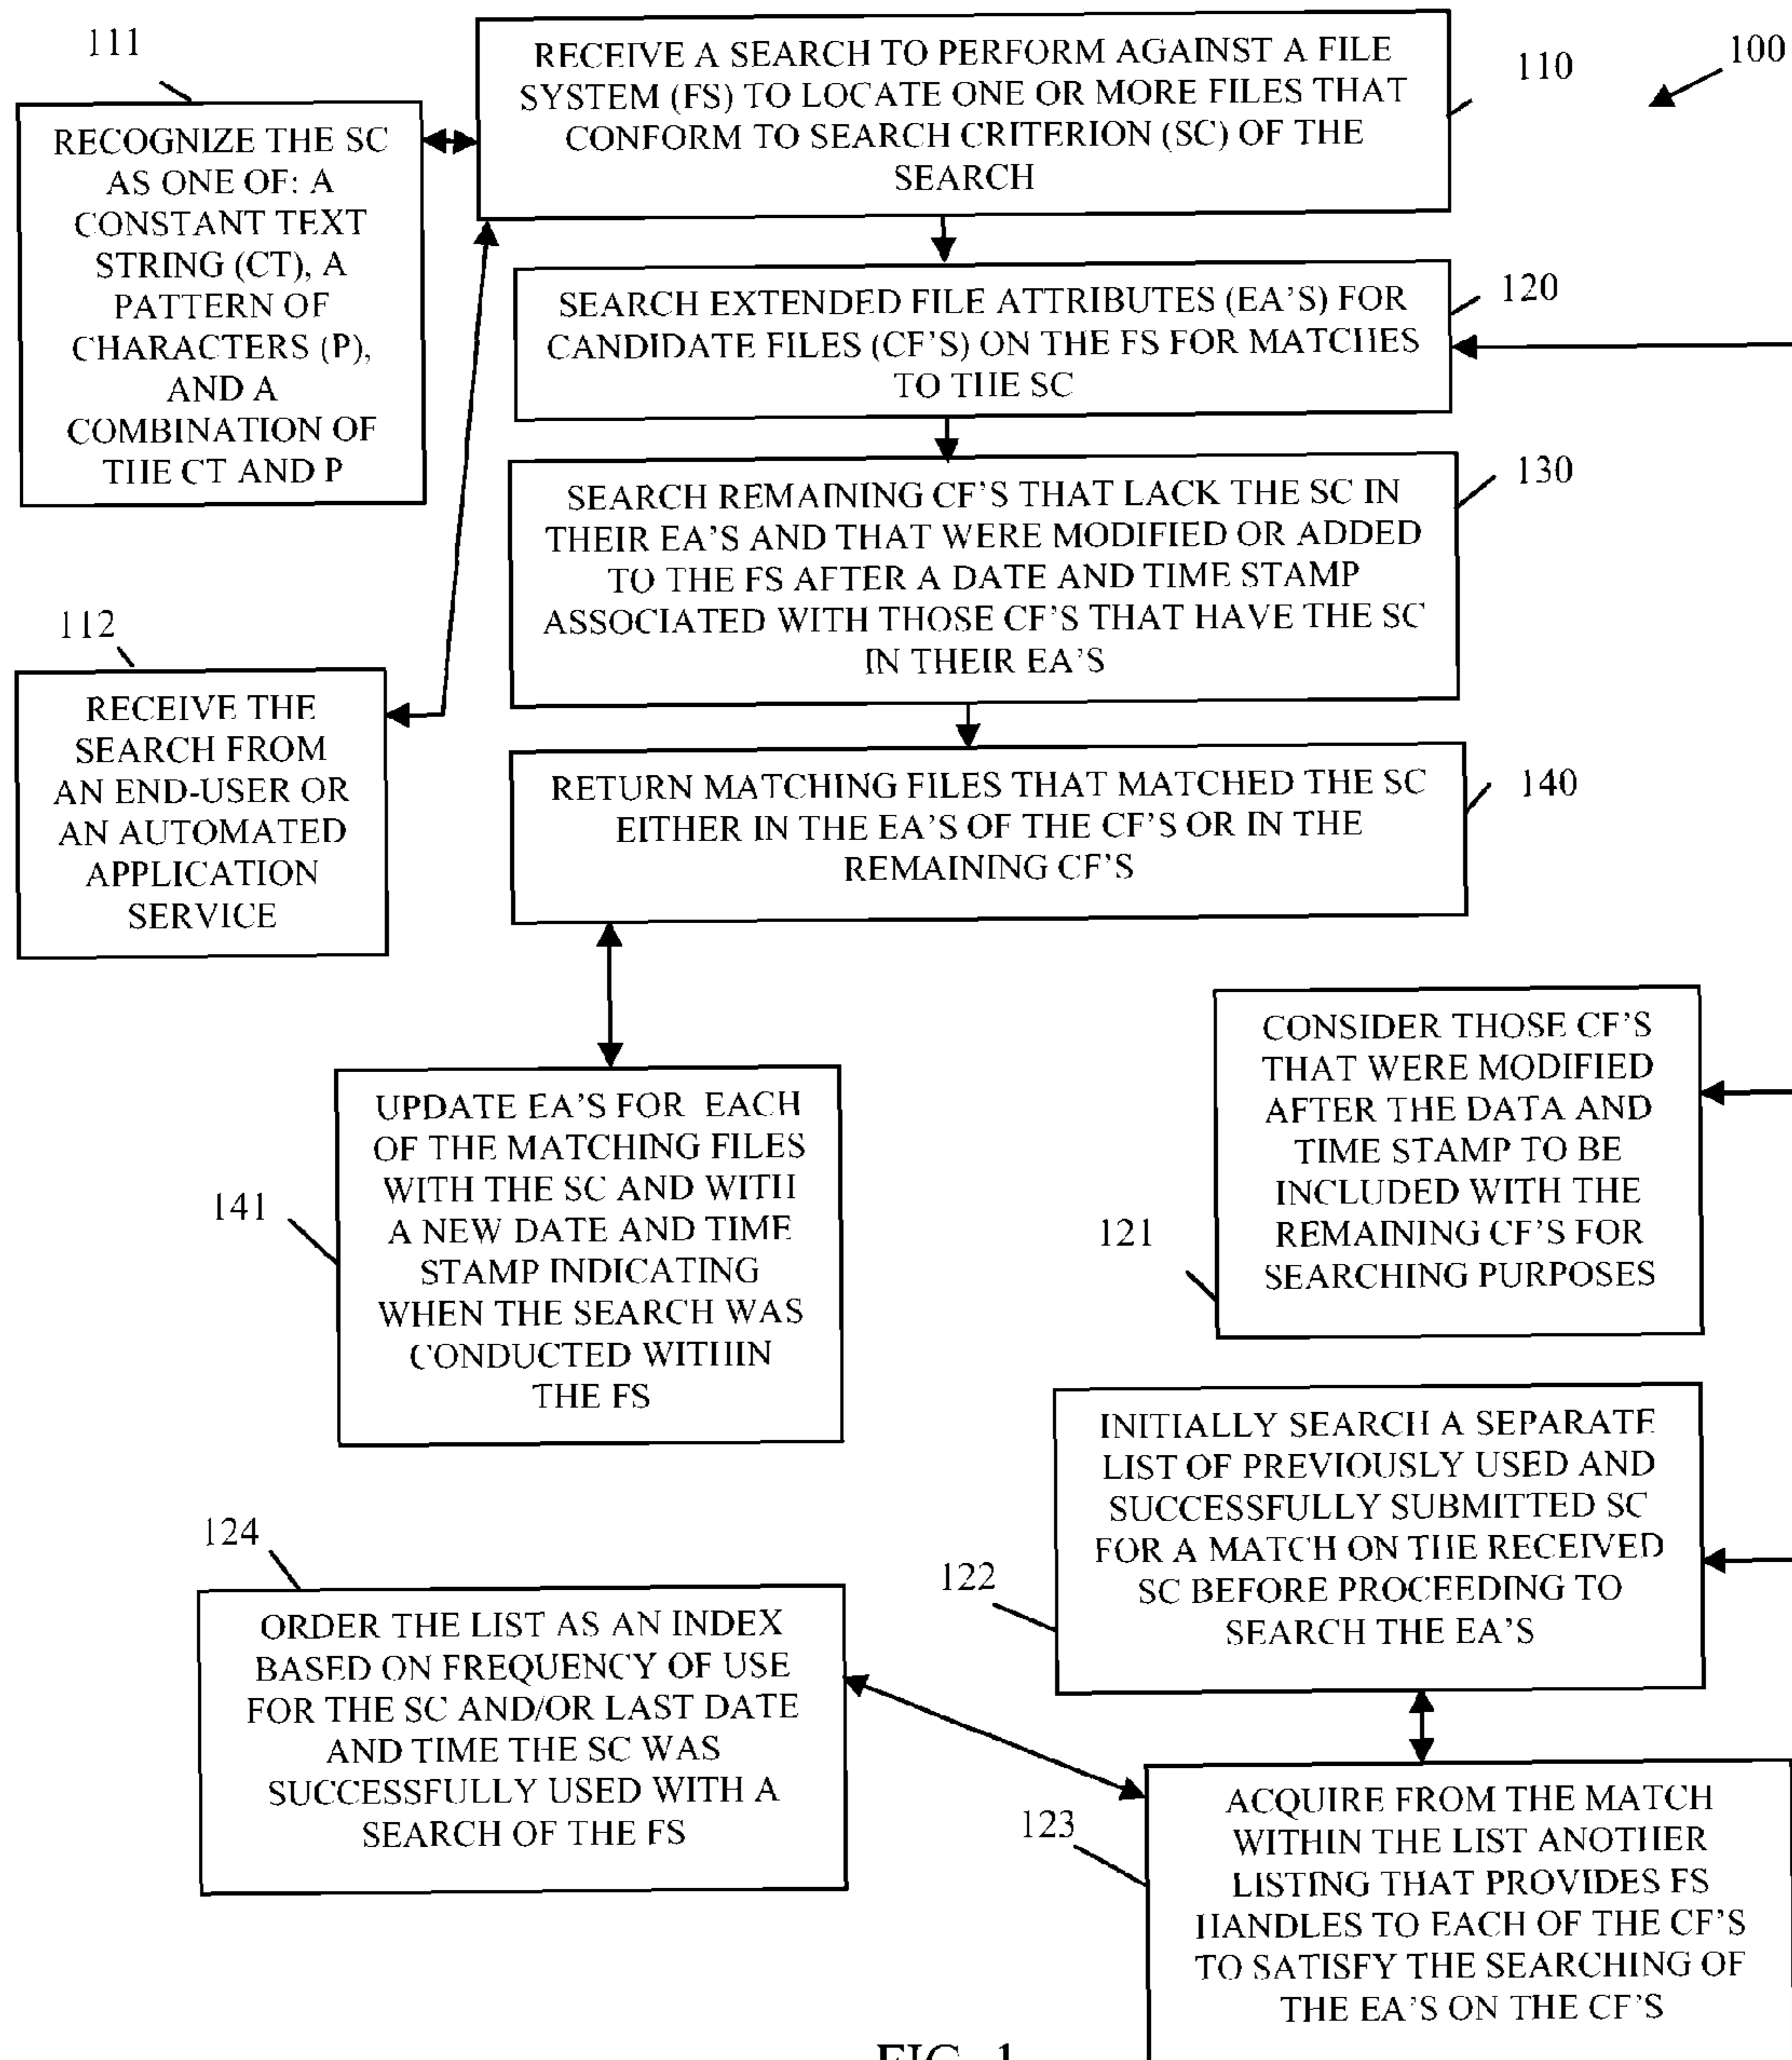 111
RECEIVE A SEARCH TO PERFORM AGAINST A FILE
SYSTEM (FS) TO LOCATE ONE OR MORE FILES THAT
CONFORM TO SEARCH CRITERION (SC) OF THE
SEARCH
110
100
RECOGNIZE THE SC
AS ONE OF: A
CONSTANT TEXT
STRING (CT), A
PATTERN OF
CHARACTERS (P),
AND A
COMBINATION OF
THE CT AND P
SEARCH EXTENDED FILE ATTRIBUTES (EA'S) FOR
CANDIDATE FILES (CF'S) ON THE FS FOR MATCHES
TO THE SC
120
SEARCH REMAINING CF'S THAT LACK THE SC IN
THEIR EA'S AND THAT WERE MODIFIED OR ADDED
TO THE FS AFTER A DATE AND TIME STAMP
ASSOCIATED WITH THOSE CF'S THAT HAVE THE SC
IN THEIR EA'S
130
112
RECEIVE THE
SEARCH FROM
AN END-USER OR
AN AUTOMATED
APPLICATION
SERVICE
RETURN MATCHING FILES THAT MATCHED THE SC
EITHER IN THE EA'S OF THE CF'S OR IN THE
REMAINING CF'S
140
CONSIDER THOSE CF'S
THAT WERE MODIFIED
AFTER THE DATA AND
TIME STAMP TO BE
INCLUDED WITH THE
REMAINING CF'S FOR
SEARCHING PURPOSES
121
UPDATE EA'S FOR EACH
OF THE MATCHING FILES
WITH THE SC AND WITH
A NEW DATE AND TIME
STAMP INDICATING
WHEN THE SEARCH WAS
CONDUCTED WITHIN
THE FS
141
INITIALLY SEARCH A SEPARATE
LIST OF PREVIOUSLY USED AND
SUCCESSFULLY SUBMITTED SC
FOR A MATCH ON THE RECEIVED
SC BEFORE PROCEEDING TO
SEARCH THE EA'S
122
124
ORDER THE LIST AS AN INDEX
BASED ON FREQUENCY OF USE
FOR THE SC AND/OR LAST DATE
AND TIME THE SC WAS
SUCCESSFULLY USED WITH A
SEARCH OF THE FS
123
ACQUIRE FROM THE MATCH
WITHIN THE LIST ANOTHER
LISTING THAT PROVIDES FS
HANDLES TO EACH OF THE CF'S
TO SATISFY THE SEARCHING OF
THE EA'S ON THE CF'S
FIG. 1